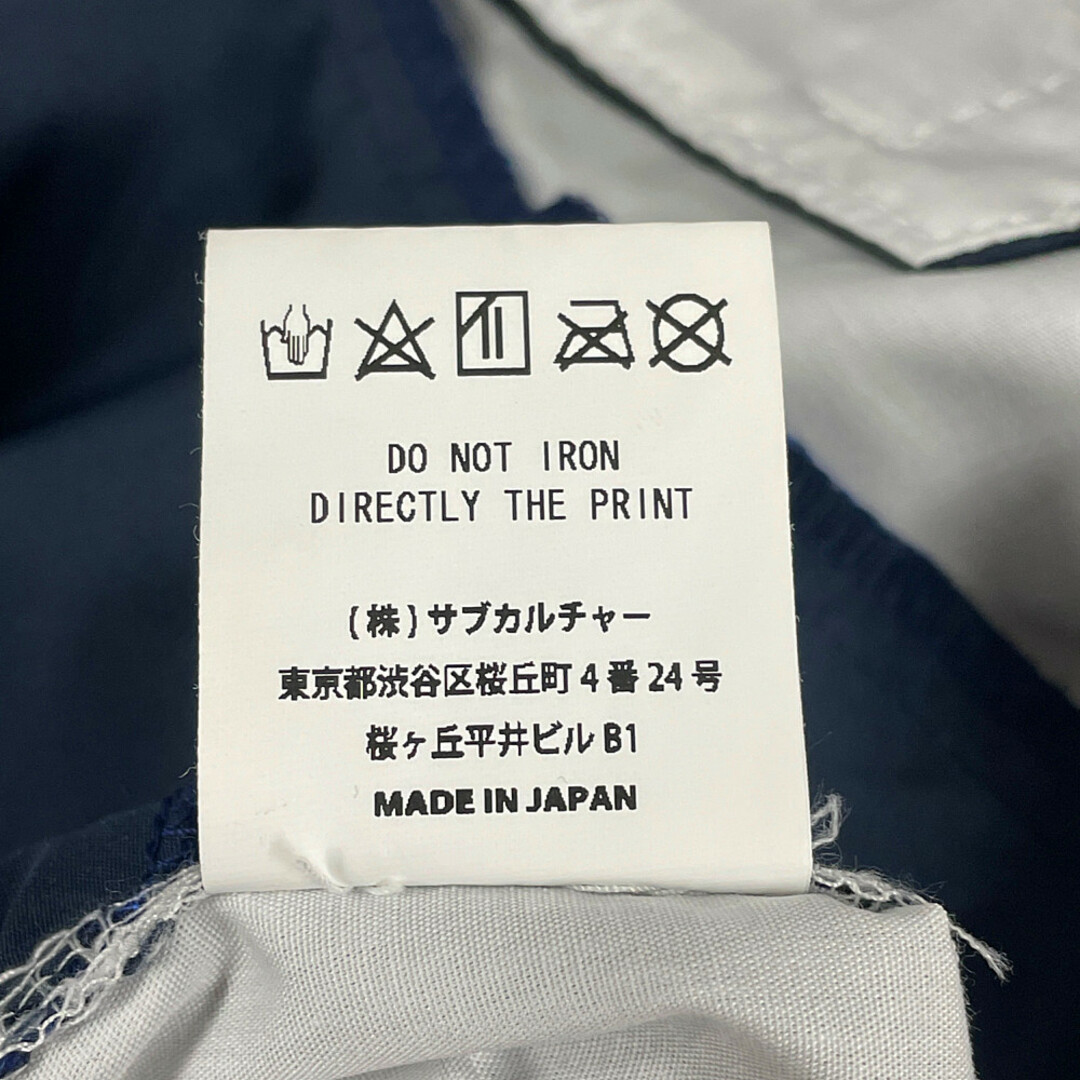 DO NOT IRON
DIRECTLY THE PRINT
(株)サブカルチャー
東京都渋谷区桜丘町4番24号
桜ヶ丘平井ビルB1
MADE IN JAPAN